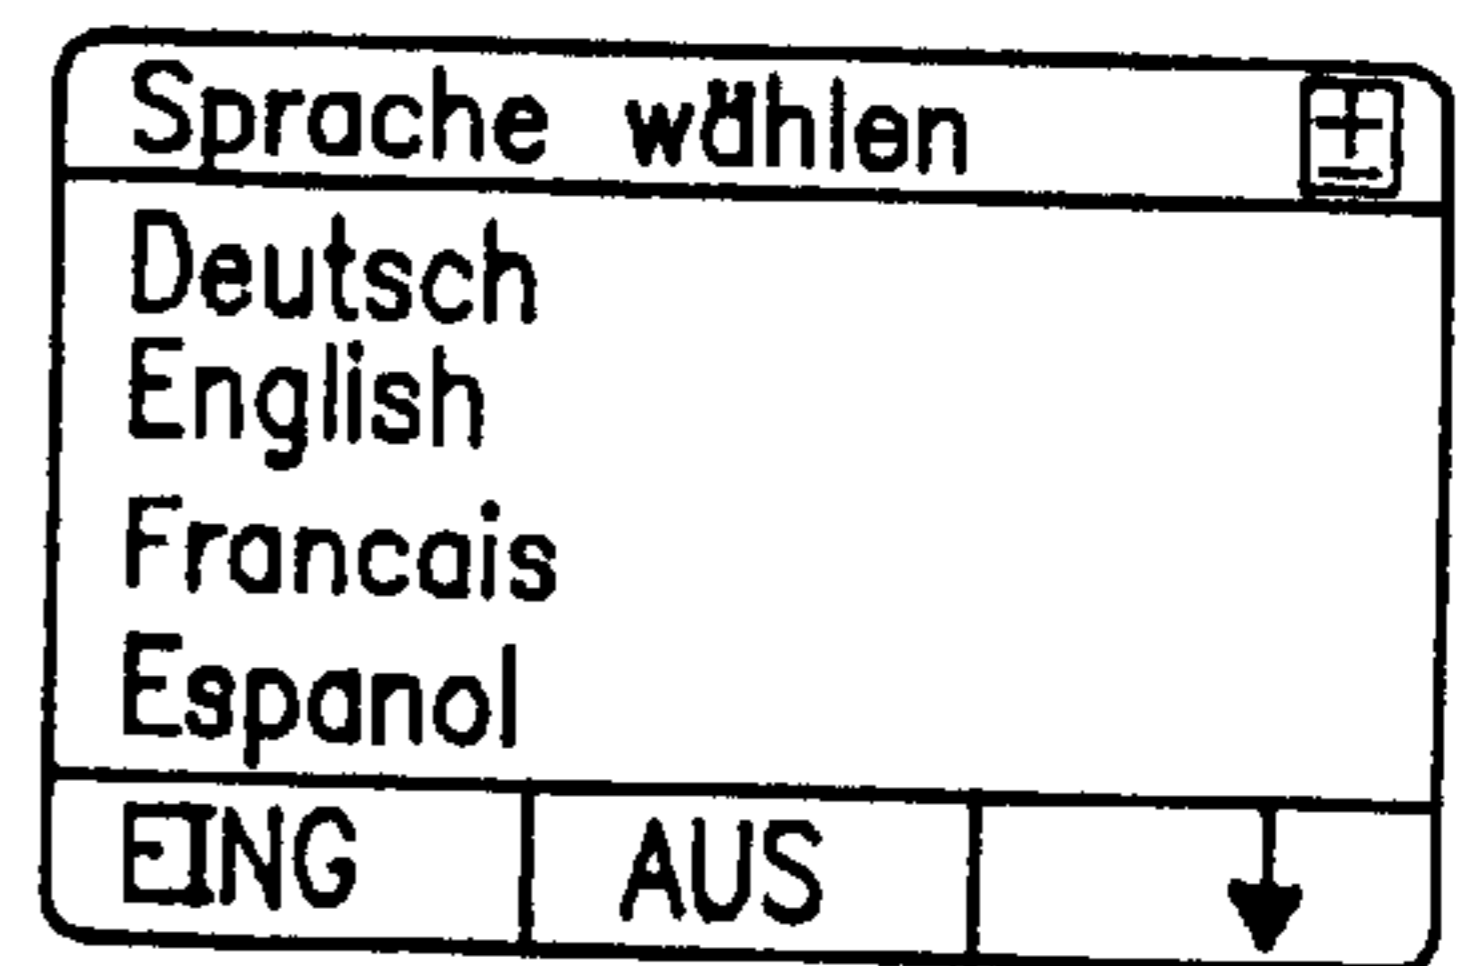 Sprache wählen
Deutsch
English
Francais
Espanol
EING AUS